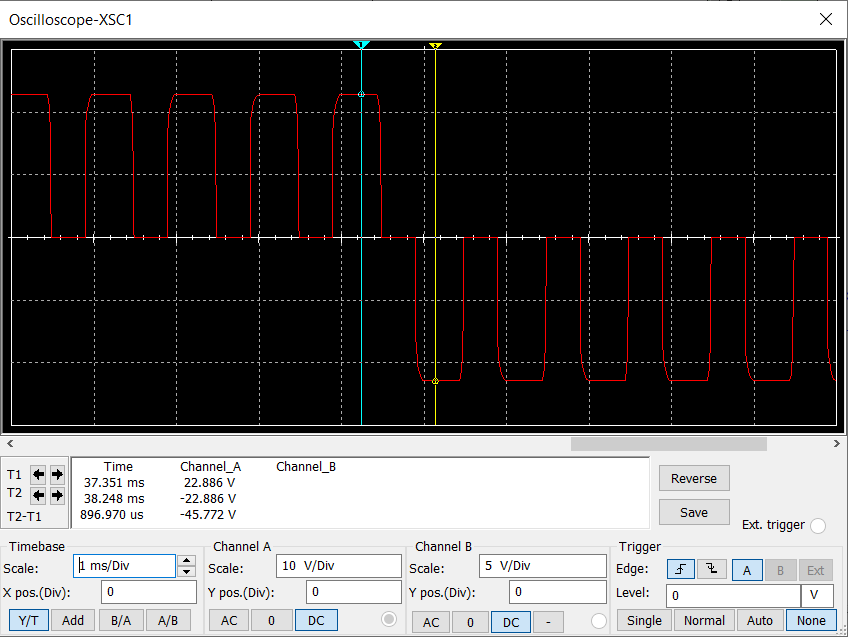 Oscilloscope-XSC1
1 2
Time Channel_A Channel_B
T1 37.351 ms 22.886 V
T2 38.248 ms -22.886 V
T2-T1 896.970 us -45.772 V
Reverse
Save
Ext. trigger
Timebase
Scale: 1 ms/Div
X pos.(Div): 0
Y/T Add B/A A/B
Channel A
Scale: 10 V/Div
Y pos.(Div): 0
AC 0 DC
Channel B
Scale: 5 V/Div
Y pos.(Div): 0
AC 0 DC -
Trigger
Edge: A B Ext
Level: 0 V
Single Normal Auto None